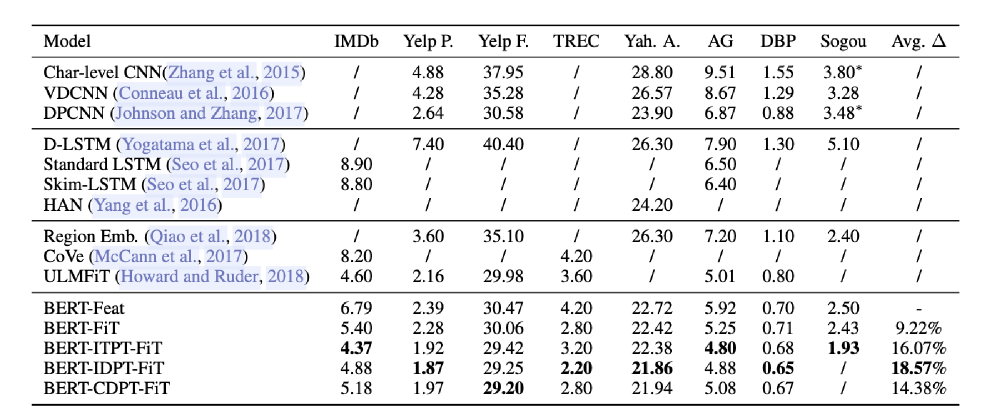 Model IMDb Yelp P. Yelp F. TREC Yah. A. AG DBP Sogou Avg. Δ
Char-level CNN(Zhang et al., 2015) / 4.88 37.95 / 28.80 9.51 1.55 3.80* /
VDCNN (Conneau et al., 2016) / 4.28 35.28 / 26.57 8.67 1.29 3.28 /
DPCNN (Johnson and Zhang, 2017) / 2.64 30.58 / 23.90 6.87 0.88 3.48* /
D-LSTM (Yogatama et al., 2017) / 7.40 40.40 / 26.30 7.90 1.30 5.10 /
Standard LSTM (Seo et al., 2017) 8.90 / / / / 6.50 / / /
Skim-LSTM (Seo et al., 2017) 8.80 / / / / 6.40 / / /
HAN (Yang et al., 2016) / / / / 24.20 / / / /
Region Emb. (Qiao et al., 2018) / 3.60 35.10 / 26.30 7.20 1.10 2.40 /
CoVe (McCann et al., 2017) 8.20 / / 4.20 / / / / /
ULMFiT (Howard and Ruder, 2018) 4.60 2.16 29.98 3.60 / 5.01 0.80 / /
BERT-Feat 6.79 2.39 30.47 4.20 22.72 5.92 0.70 2.50 -
BERT-FiT 5.40 2.28 30.06 2.80 22.42 5.25 0.71 2.43 9.22%
BERT-ITPT-FiT 4.37 1.92 29.42 3.20 22.38 4.80 0.68 1.93 16.07%
BERT-IDPT-FiT 4.88 1.87 29.25 2.20 21.86 4.88 0.65 / 18.57%
BERT-CDPT-FiT 5.18 1.97 29.20 2.80 21.94 5.08 0.67 / 14.38%